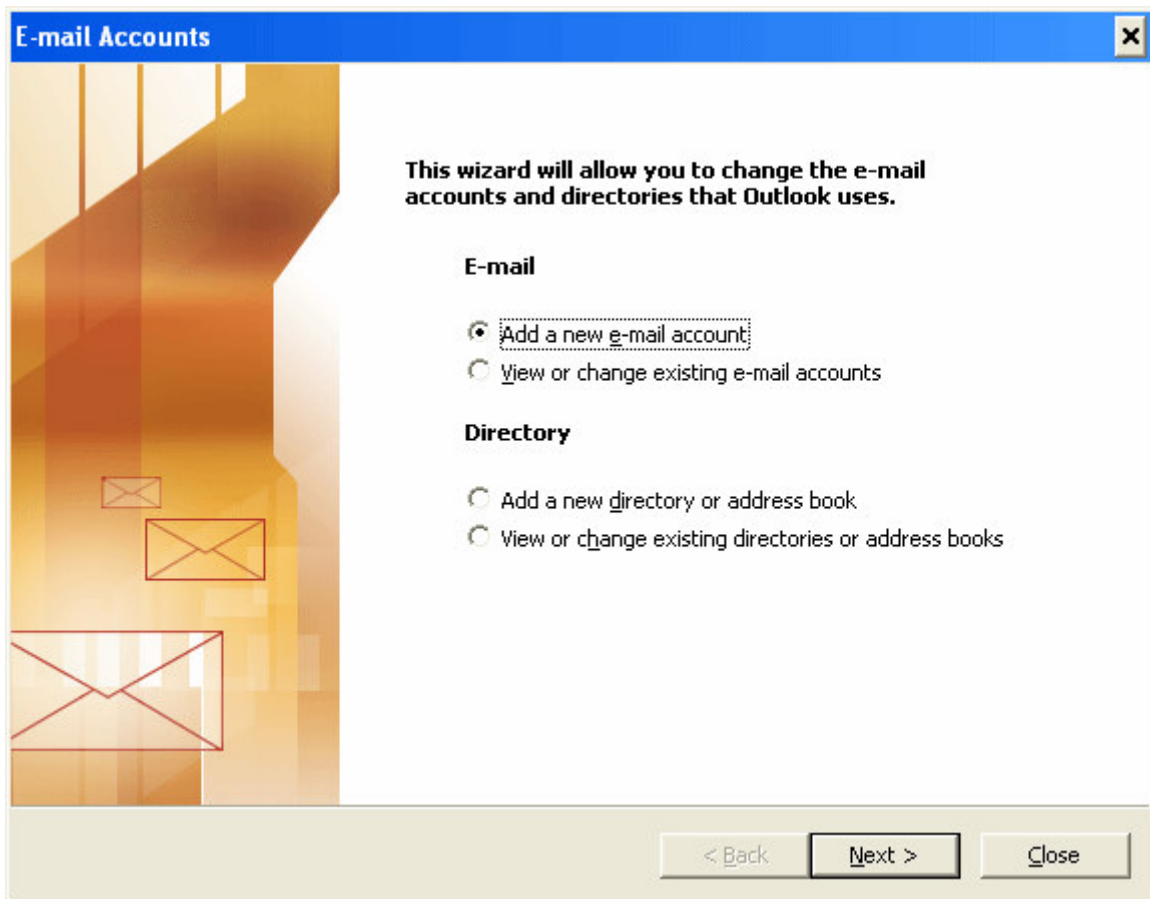 E-mail Accounts
This wizard will allow you to change the e-mail
accounts and directories that Outlook uses.
E-mail
Add a new e-mail account
View or change existing e-mail accounts
Directory
Add a new directory or address book
View or change existing directories or address books
< Back
Next >
Close